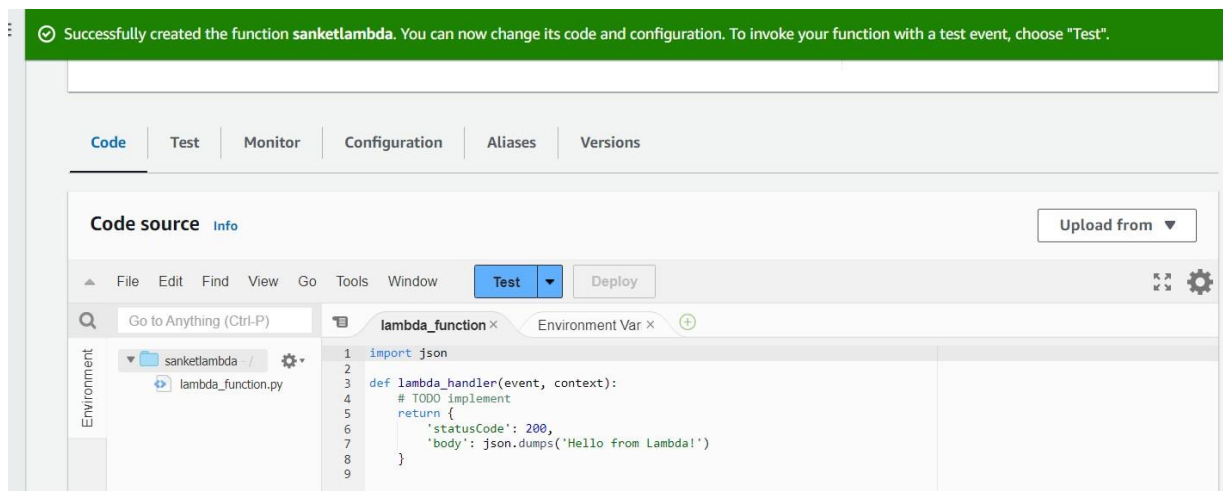 Successfully created the function sanketlambda. You can now change its code and configuration. To invoke your function with a test event, choose "Test".
Code Test Monitor Configuration Aliases Versions
Code source Info
Upload from
File Edit Find View Go Tools Window Test Deploy
Go to Anything (Ctrl-P)
lambda_function × Environment Var ×
Environment
sanketlambda - /
lambda_function.py
1 import json
2
3 def lambda_handler(event, context):
4     # TODO implement
5     return {
6         'statusCode': 200,
7         'body': json.dumps('Hello from Lambda!')
8     }
9